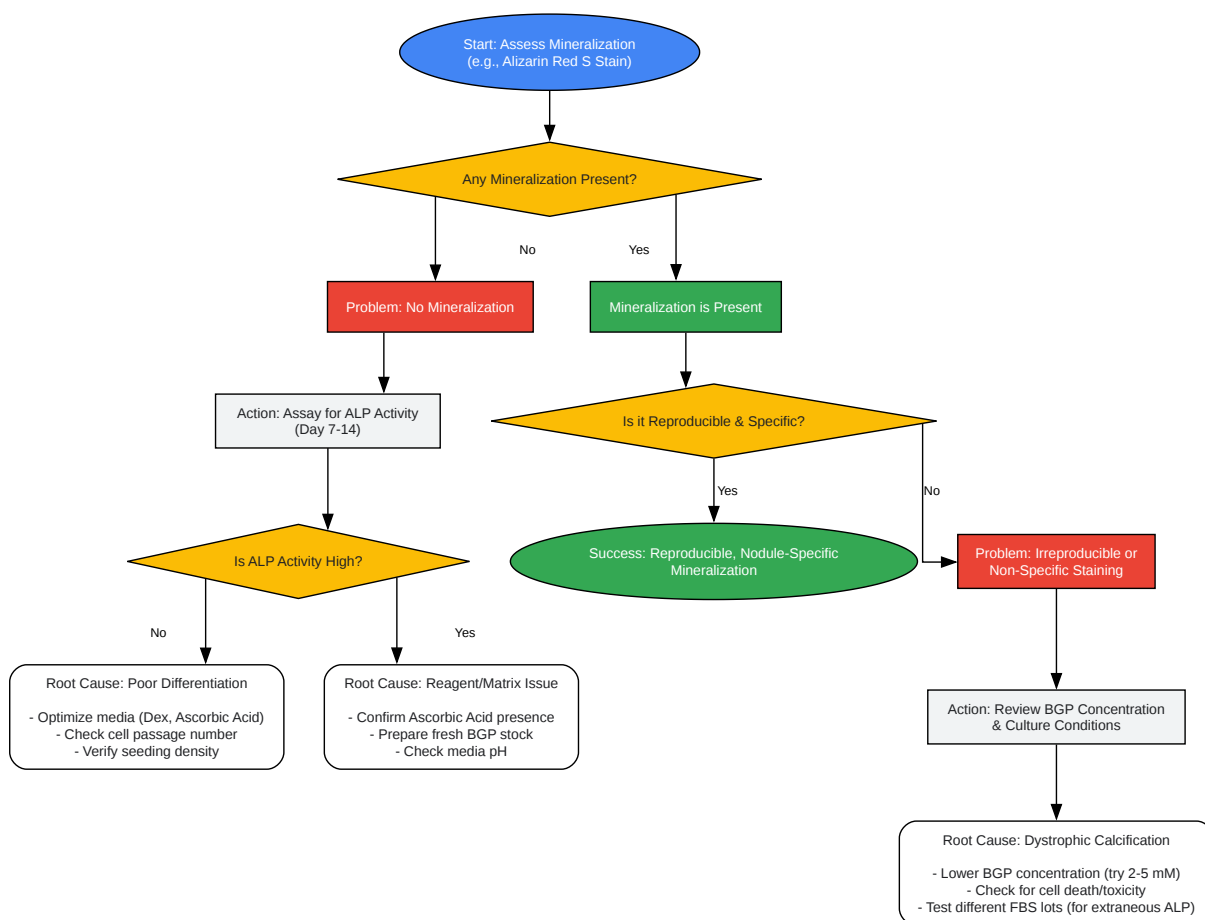 Start: Assess Mineralization
(e.g., Alizarin Red S Stain)
Any Mineralization Present?
No
Yes
Problem: No Mineralization
Mineralization is Present
Action: Assay for ALP Activity
(Day 7-14)
Is it Reproducible & Specific?
Yes
No
Is ALP Activity High?
Success: Reproducible, Nodule-Specific
Mineralization
Problem: Irreproducible or
Non-Specific Staining
No
Yes
Root Cause: Poor Differentiation
- Optimize media (Dex, Ascorbic Acid)
- Check cell passage number
- Verify seeding density
Root Cause: Reagent/Matrix Issue
- Confirm Ascorbic Acid presence
- Prepare fresh BGP stock
- Check media pH
Action: Review BGP Concentration
& Culture Conditions
Root Cause: Dystrophic Calcification
- Lower BGP concentration (try 2-5 mM)
- Check for cell death/toxicity
- Test different FBS lots (for extraneous ALP)